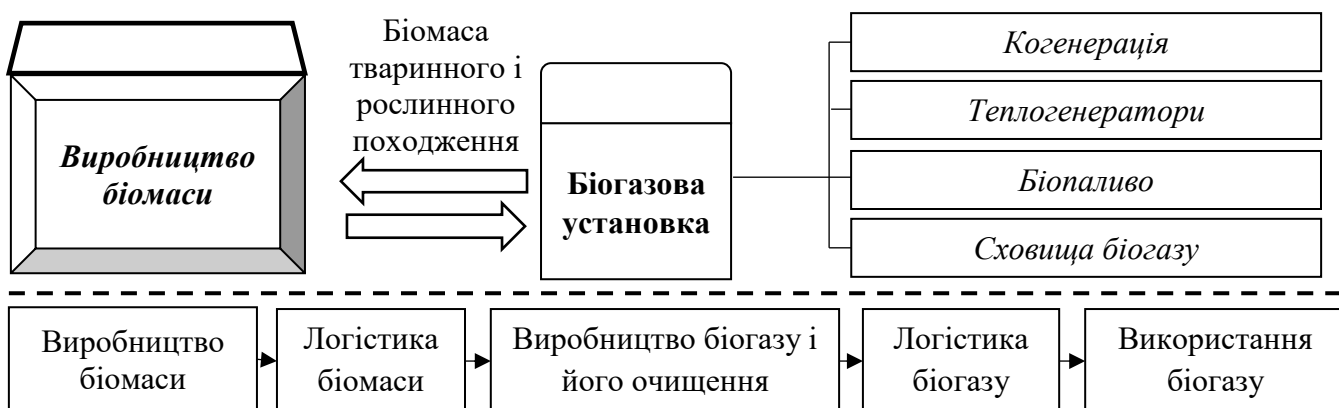 Біомаса
тваринного і
рослинного
походження
Виробництво
біомаси
Біогазова
установка
Когенерація
Теплогенератори
Біопаливо
Сховища біогазу
Виробництво
біомаси
Логістика
біомаси
Виробництво біогазу і
його очищення
Логістика
біогазу
Використання
біогазу